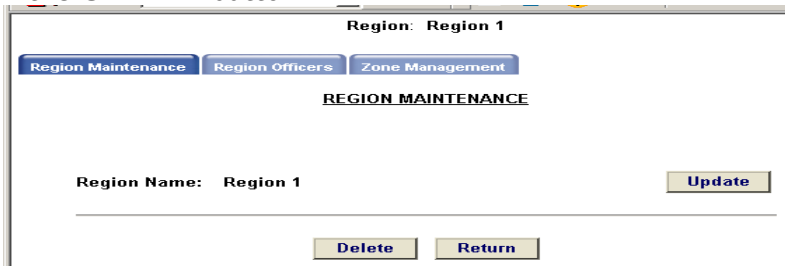 Region: Region 1
Region Maintenance Region Officers Zone Management
REGION MAINTENANCE
Region Name: Region 1 Update
Delete Return